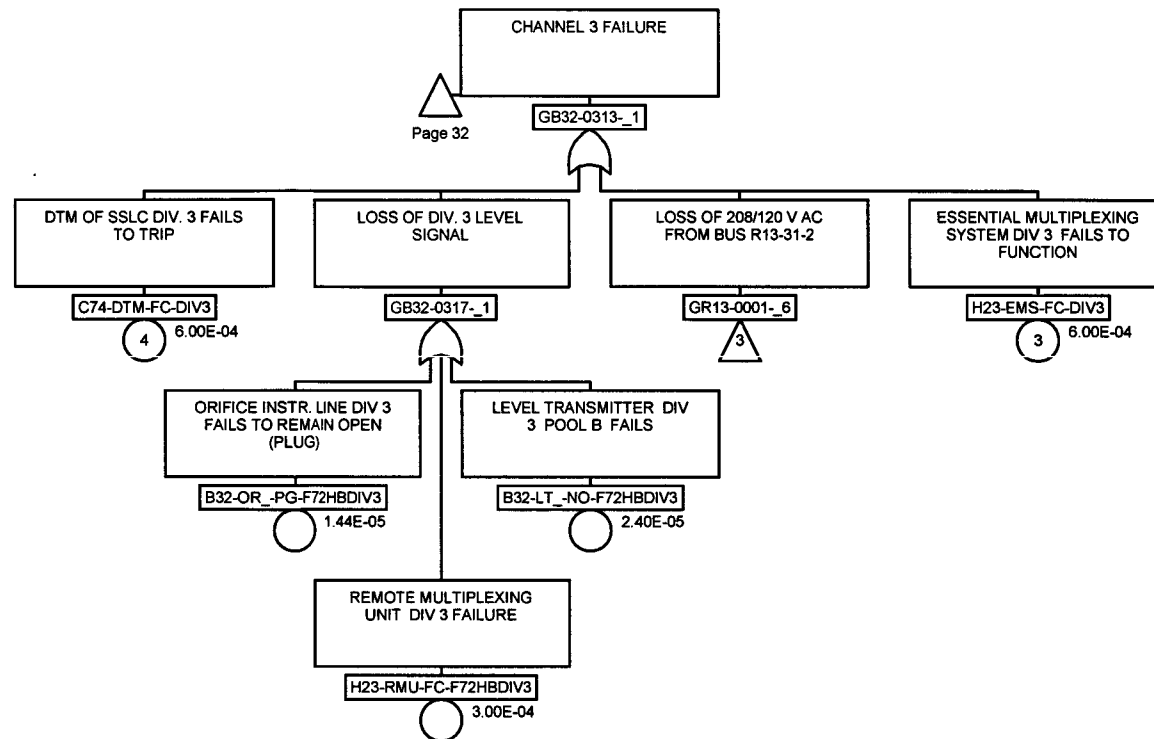 CHANNEL 3 FAILURE
Page 32
GB32-0313-_1
DTM OF SSLC DIV. 3 FAILS
TO TRIP
C74-DTM-FC-DIV3
4
6.00E-04
LOSS OF DIV. 3 LEVEL
SIGNAL
GB32-0317-_1
LOSS OF 208/120 V AC
FROM BUS R13-31-2
GR13-0001-_6
3
ESSENTIAL MULTIPLEXING
SYSTEM DIV 3 FAILS TO
FUNCTION
H23-EMS-FC-DIV3
3
6.00E-04
ORIFICE INSTR. LINE DIV 3
FAILS TO REMAIN OPEN
(PLUG)
B32-OR_-PG-F72HBDIV3
1.44E-05
LEVEL TRANSMITTER DIV
3 POOL B FAILS
B32-LT_-NO-F72HBDIV3
2.40E-05
REMOTE MULTIPLEXING
UNIT DIV 3 FAILURE
H23-RMU-FC-F72HBDIV3
3.00E-04